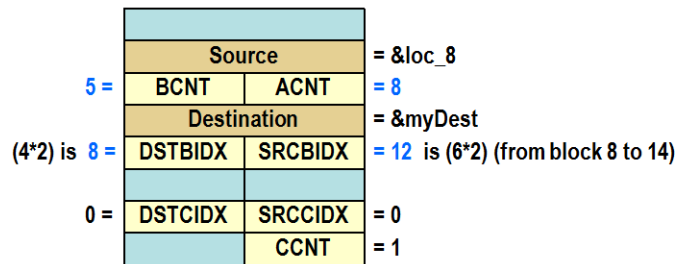 Source = &loc_8
5 = BCNT ACNT = 8
Destination = &myDest
(4*2) is 8 = DSTBIDX SRCBIDX = 12 is (6*2) (from block 8 to 14)
0 = DSTCIDX SRCCIDX = 0
CCNT = 1